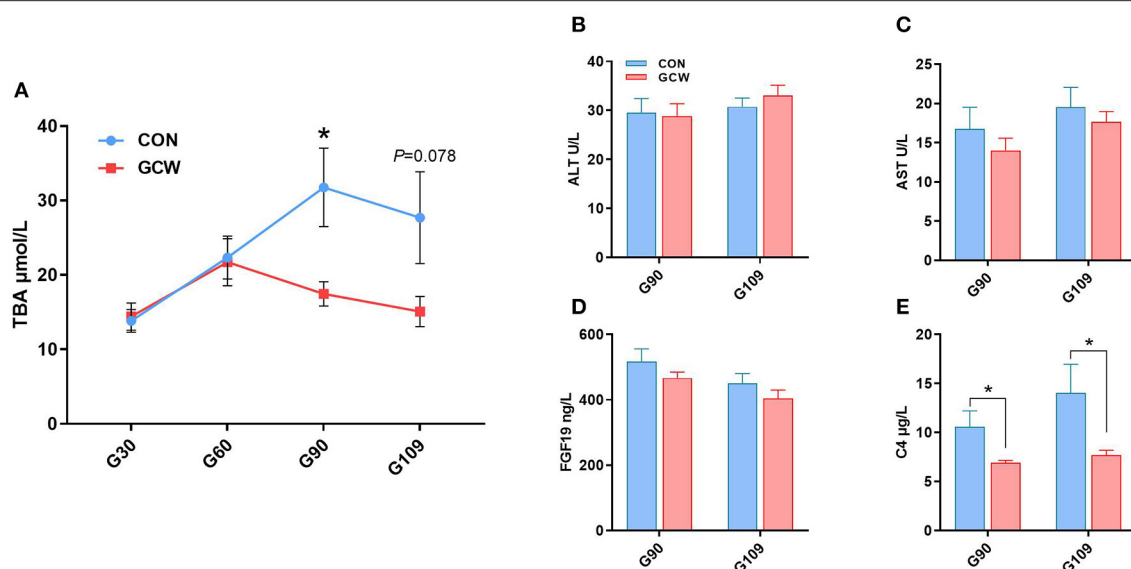 A
TBA µmol/L
40
30
20
10
0
CON
GCW
*
P=0.078
G30
G60
G90
G109
B
ALT U/L
40
30
20
10
0
CON
GCW
G90
G109
C
AST U/L
25
20
15
10
5
0
G90
G109
D
FGF19 ng/L
600
400
200
0
G90
G109
E
C4 µg/L
20
15
10
5
0
*
*
G90
G109